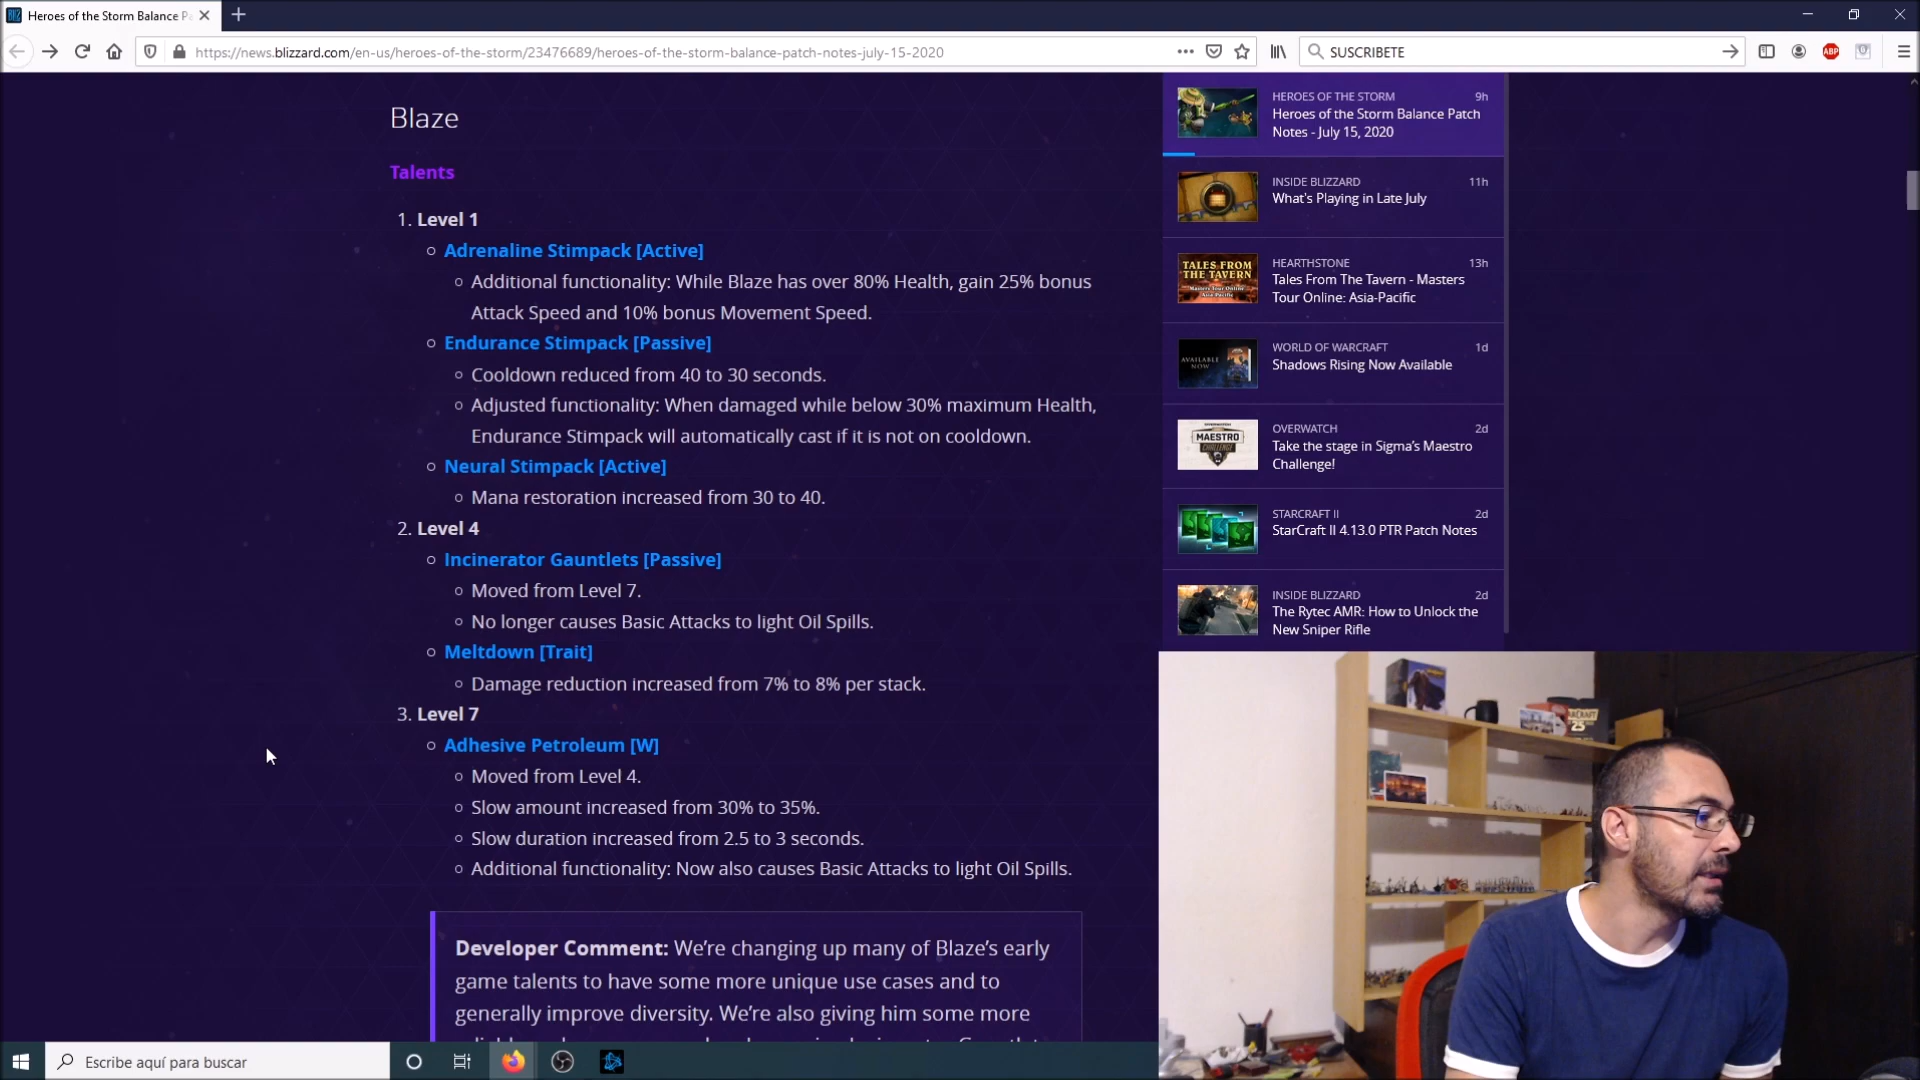 Heroes of the Storm Balance Pa
https://news.blizzard.com/en-us/heroes-of-the-storm/23476689/heroes-of-the-storm-balance-patch-notes-july-15-2020
SUSCRIBETE
ABP
Blaze
Talents
1. Level 1
Adrenaline Stimpack [Active]
Additional functionality: While Blaze has over 80% Health, gain 25% bonus
Attack Speed and 10% bonus Movement Speed.
Endurance Stimpack [Passive]
Cooldown reduced from 40 to 30 seconds.
Adjusted functionality: When damaged while below 30% maximum Health,
Endurance Stimpack will automatically cast if it is not on cooldown.
Neural Stimpack [Active]
Mana restoration increased from 30 to 40.
2. Level 4
Incinerator Gauntlets [Passive]
Moved from Level 7.
No longer causes Basic Attacks to light Oil Spills.
Meltdown [Trait]
Damage reduction increased from 7% to 8% per stack.
3. Level 7
Adhesive Petroleum [W]
Moved from Level 4.
Slow amount increased from 30% to 35%.
Slow duration increased from 2.5 to 3 seconds.
Additional functionality: Now also causes Basic Attacks to light Oil Spills.
Developer Comment: We're changing up many of Blaze's early
game talents to have some more unique use cases and to
generally improve diversity. We're also giving him some more
HEROES OF THE STORM 9h
Heroes of the Storm Balance Patch
Notes - July 15, 2020
INSIDE BLIZZARD 11h
What's Playing in Late July
TALES FROM
THE TAVERN
HEARTHSTONE 13h
Tales From The Tavern - Masters
Tour Online: Asia-Pacific
AVAILABLE
NOW
WORLD OF WARCRAFT 1d
Shadows Rising Now Available
MAESTRO
CHALLENGE
OVERWATCH 2d
Take the stage in Sigma's Maestro
Challenge!
STARCRAFT II 2d
StarCraft II 4.13.0 PTR Patch Notes
INSIDE BLIZZARD 2d
The Rytec AMR: How to Unlock the
New Sniper Rifle
Escribe aquí para buscar